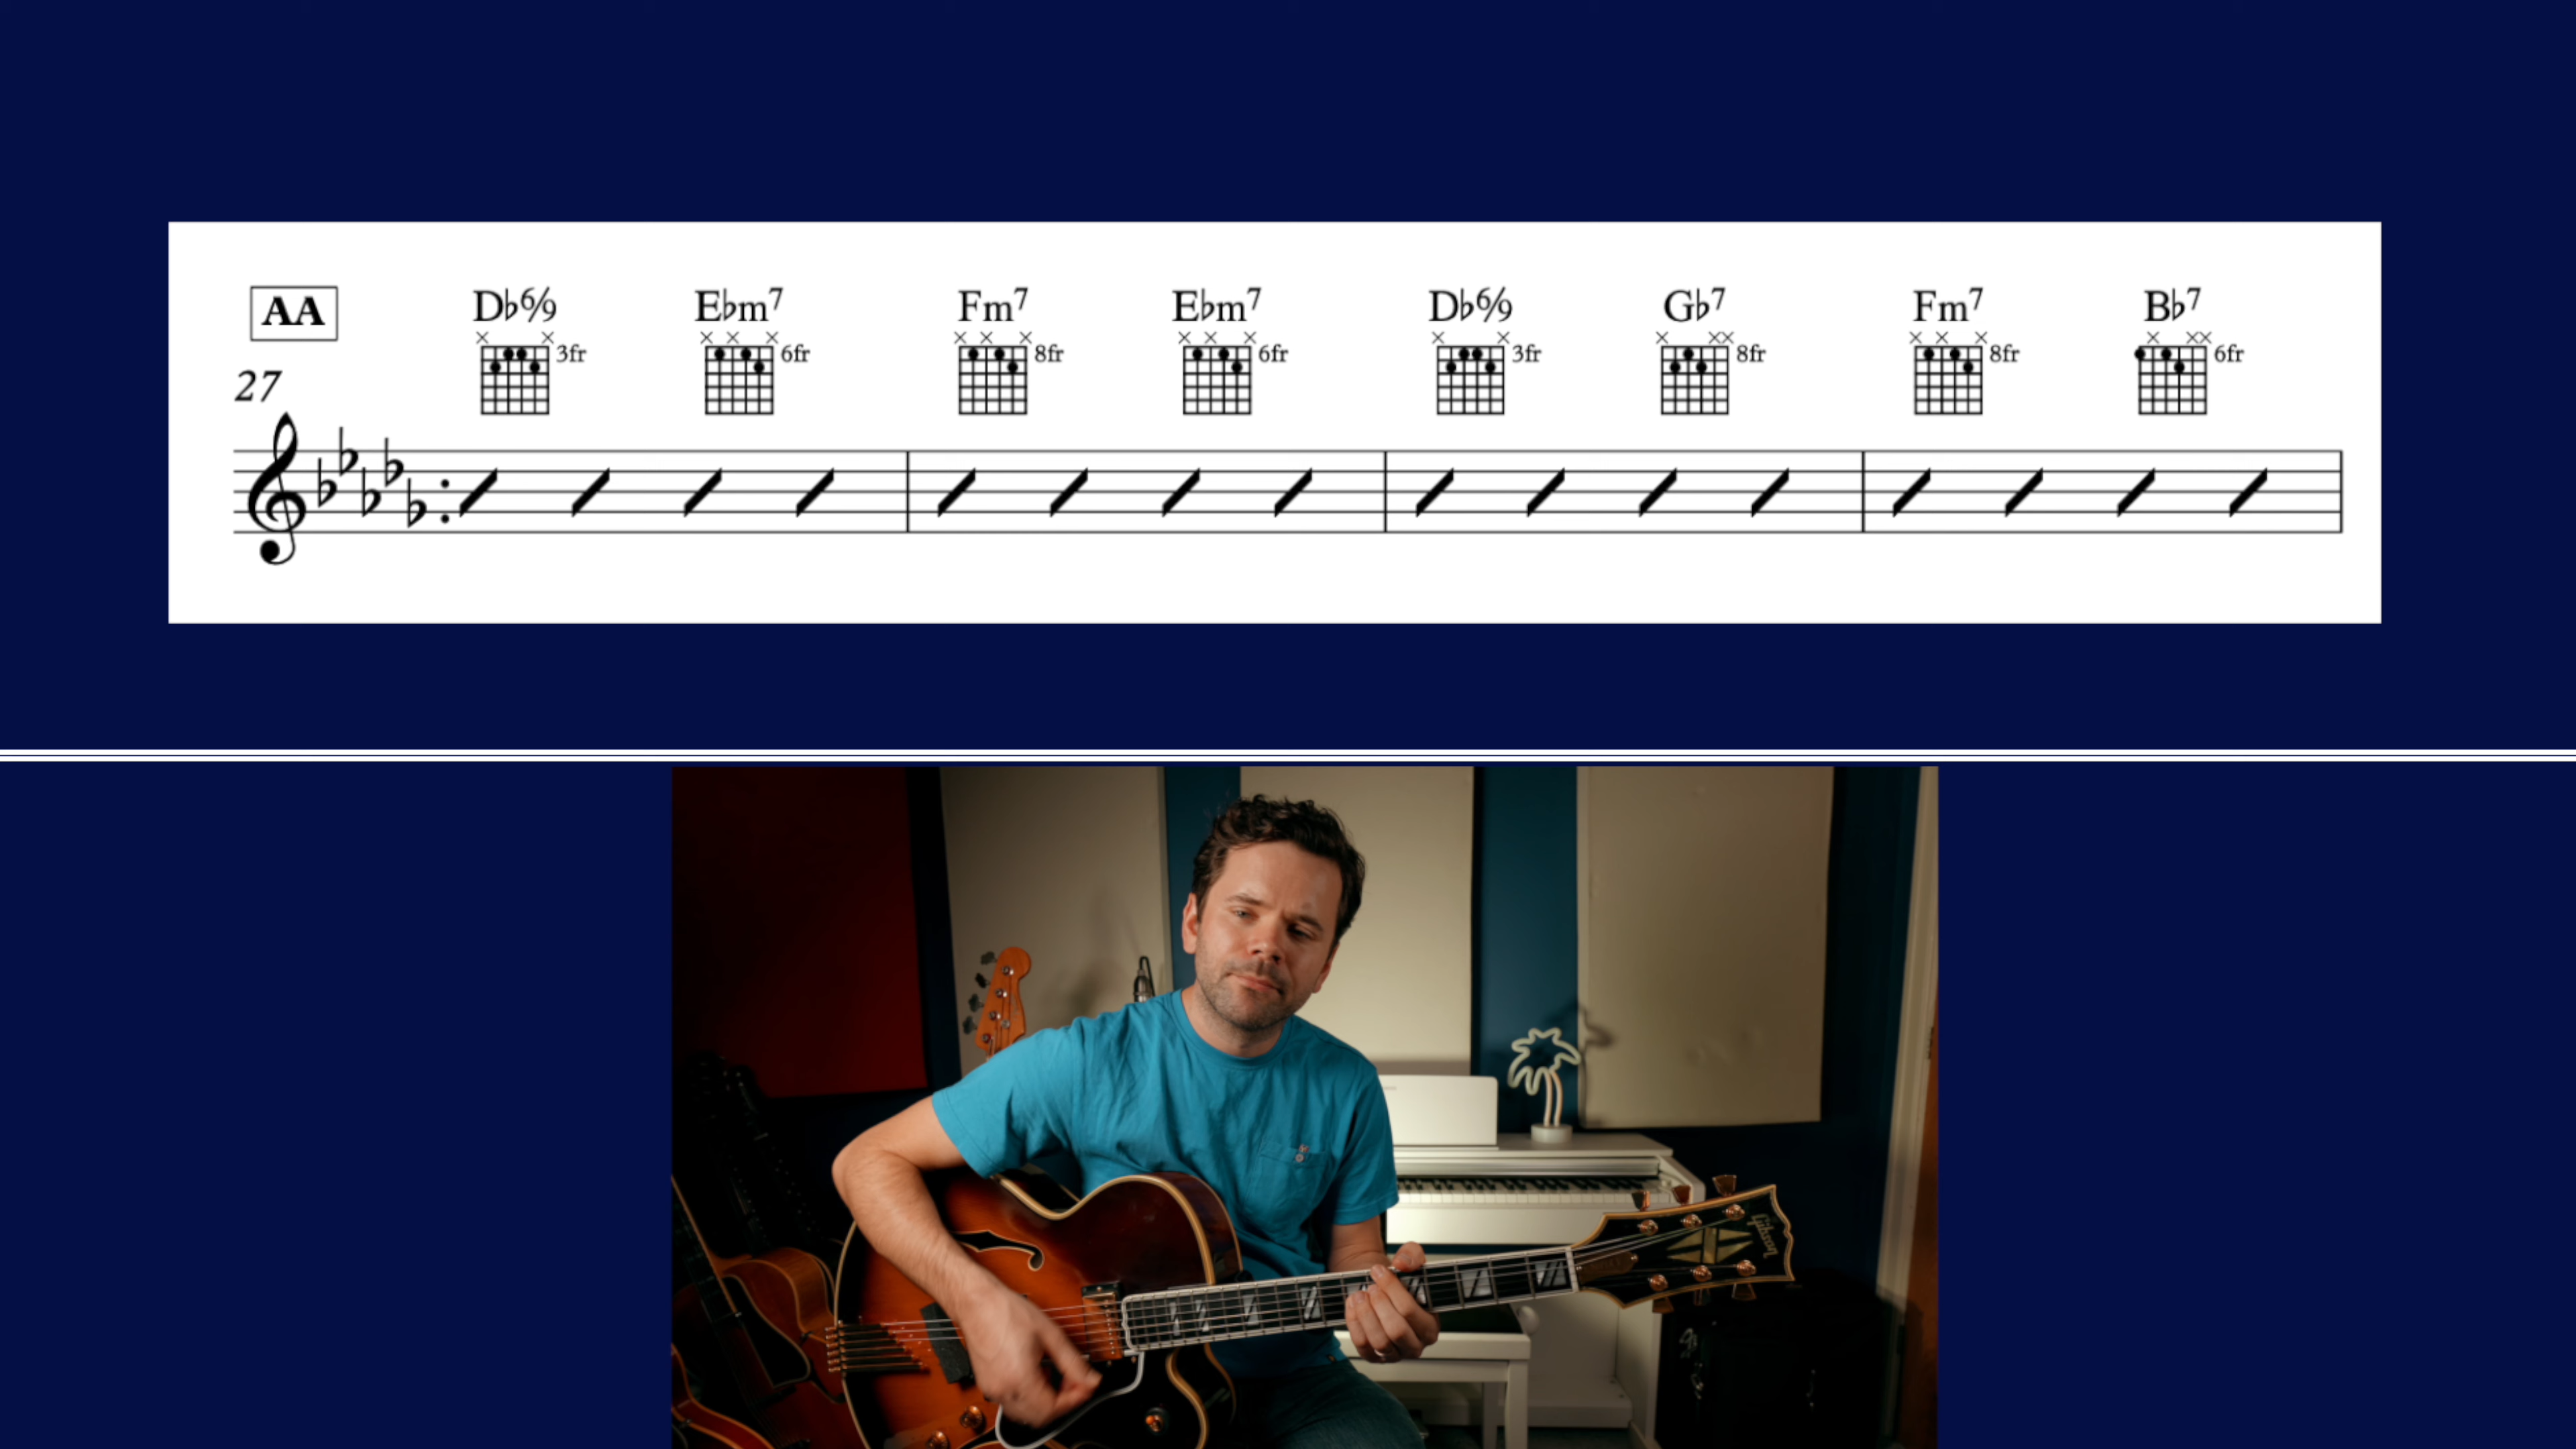 AA
D♭6/9 E♭m7 Fm7 E♭m7 D♭6/9 G♭7 Fm7 B♭7
× × × × × × × × × × × × × × × × × × × × × ×
3fr 6fr 8fr 6fr 3fr 8fr 8fr 6fr
27
Gibson